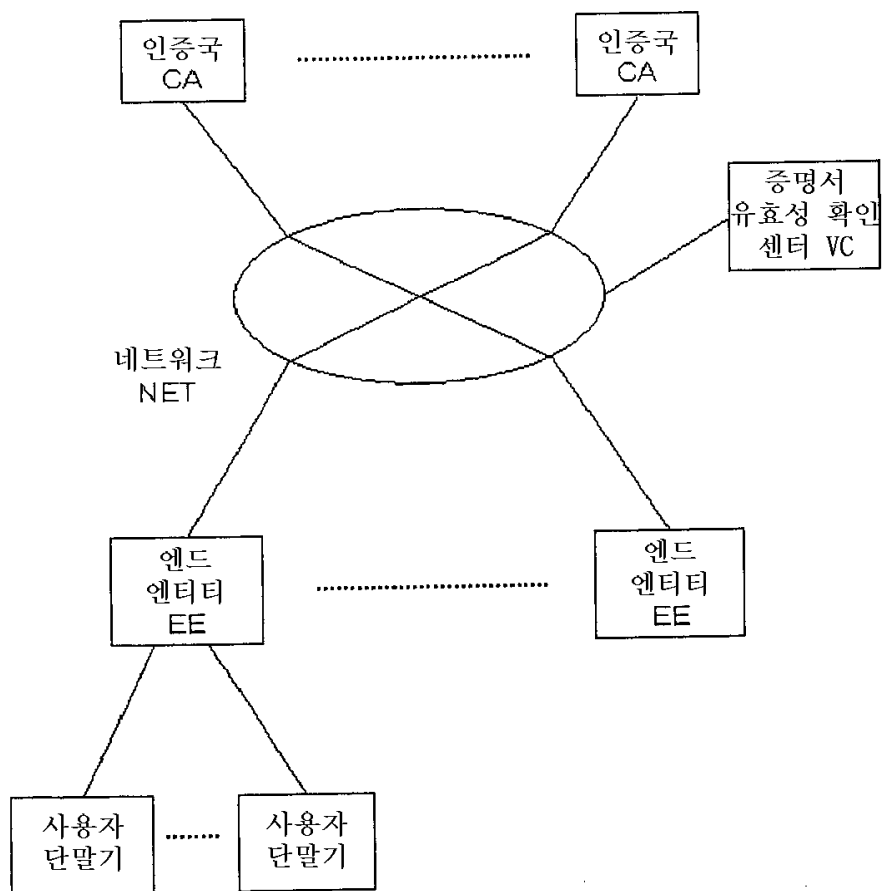 인증국
CA
인증국
CA
증명서
유효성 확인
센터 VC
네트워크
NET
엔드
엔티티
EE
엔드
엔티티
EE
사용자
단말기
사용자
단말기